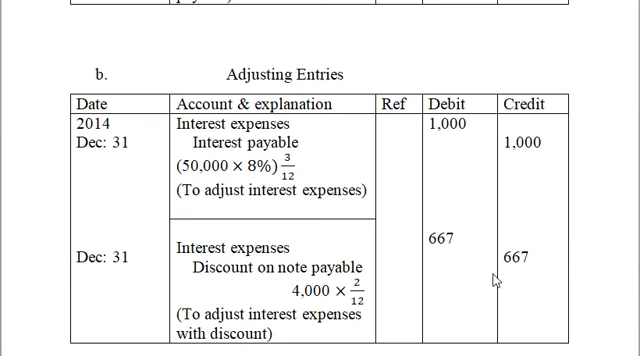 b. Adjusting Entries
Date Account & explanation Ref Debit Credit
2014 Interest expenses 1,000
Dec: 31 Interest payable 1,000
(50,000 × 8%) 3/12
(To adjust interest expenses)
Interest expenses 667
Dec: 31 Discount on note payable 667
4,000 × 2/12
(To adjust interest expenses
with discount)